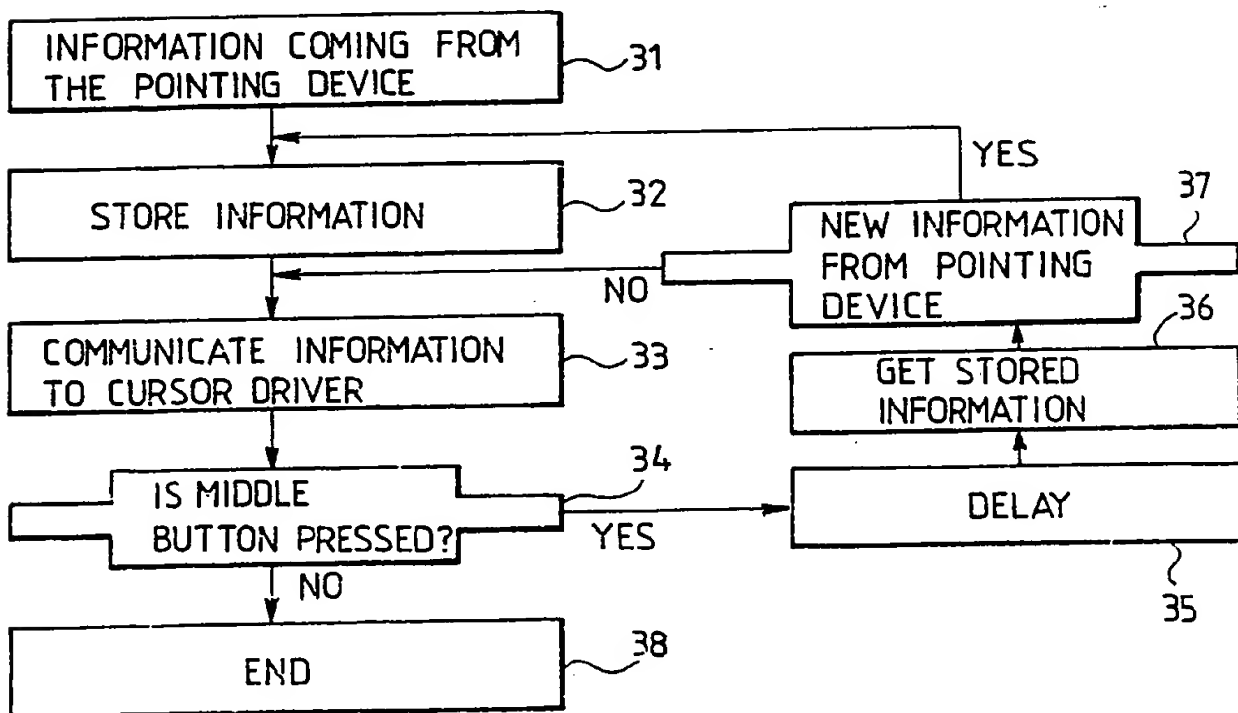 INFORMATION COMING FROM
THE POINTING DEVICE
31
STORE INFORMATION
32
COMMUNICATE INFORMATION
TO CURSOR DRIVER
33
IS MIDDLE
BUTTON PRESSED?
34
YES
NO
END
38
DELAY
35
GET STORED
INFORMATION
36
NEW INFORMATION
FROM POINTING
DEVICE
37
YES
NO